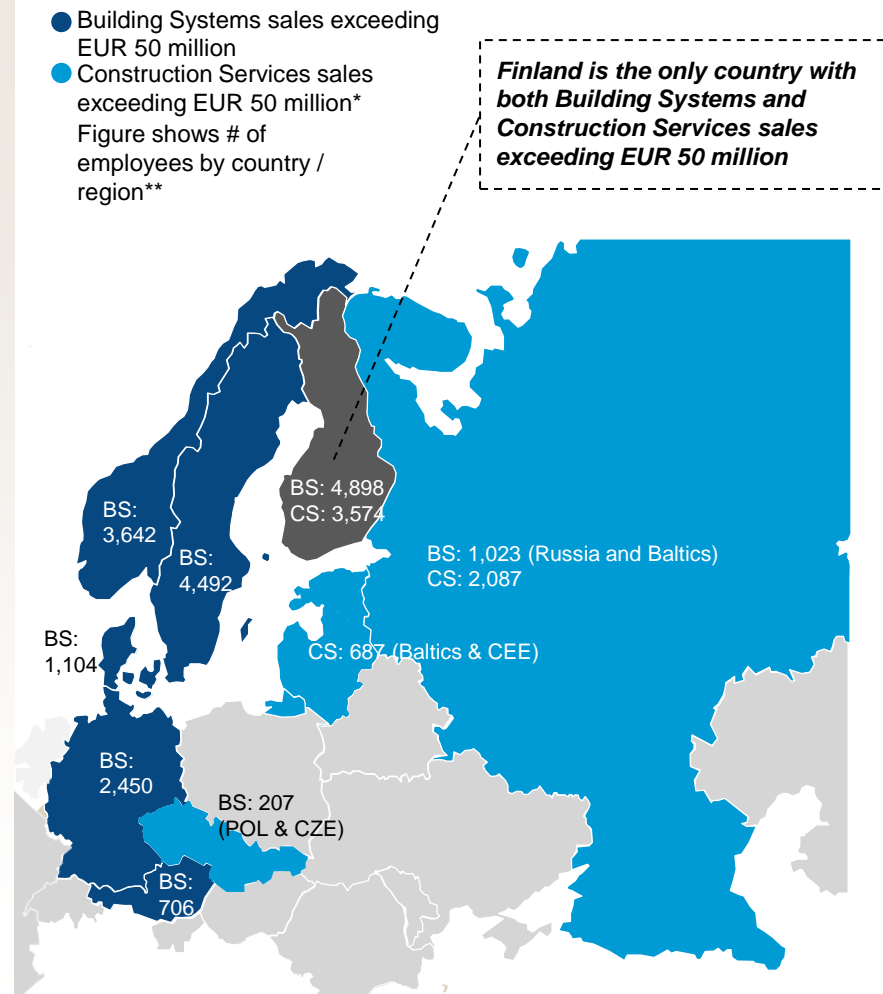 Building Systems sales exceeding
EUR 50 million
Construction Services sales
exceeding EUR 50 million*
Figure shows # of
employees by country /
region**
Finland is the only country with
both Building Systems and
Construction Services sales
exceeding EUR 50 million
BS: 4,898
CS: 3,574
BS:
3,642
BS:
4,492
BS: 1,023 (Russia and Baltics)
CS: 2,087
BS:
1,104
CS: 687 (Baltics & CEE)
BS:
2,450
BS: 207
(POL & CZE)
BS:
706